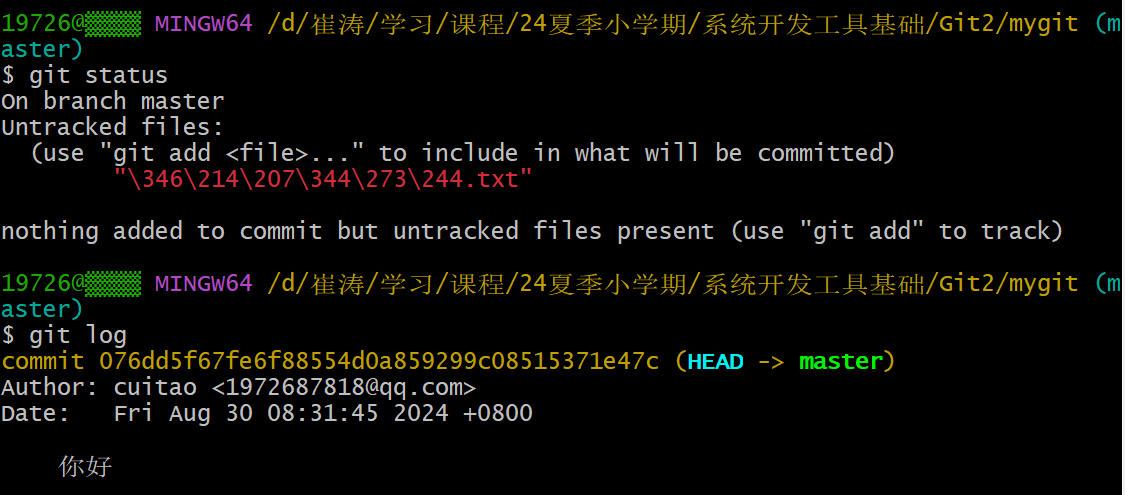 19726@▒▒▒▒ MINGW64 /d/崔涛/学习/课程/24夏季小学期/系统开发工具基础/Git2/mygit (m
aster)
$ git status
On branch master
Untracked files:
  (use "git add <file>..." to include in what will be committed)
        "\346\214\207\344\273\244.txt"

nothing added to commit but untracked files present (use "git add" to track)

19726@▒▒▒▒ MINGW64 /d/崔涛/学习/课程/24夏季小学期/系统开发工具基础/Git2/mygit (m
aster)
$ git log
commit 076dd5f67fe6f88554d0a859299c08515371e47c (HEAD -> master)
Author: cuitao <1972687818@qq.com>
Date:   Fri Aug 30 08:31:45 2024 +0800

    你好